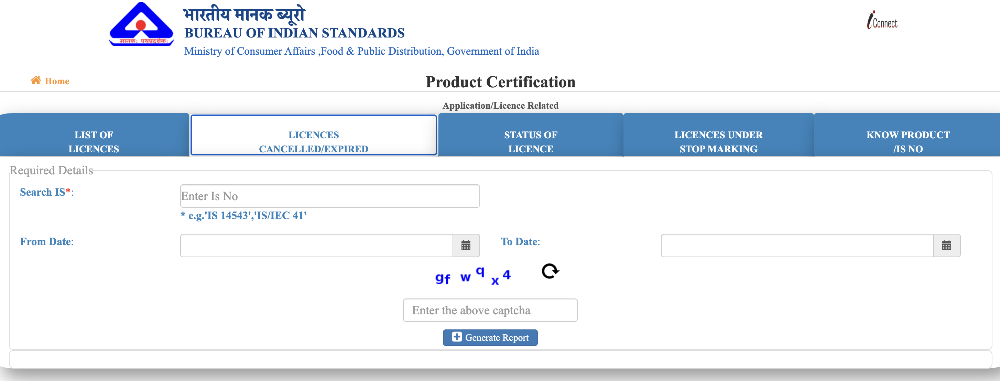 भारतीय मानक ब्यूरो
BUREAU OF INDIAN STANDARDS
Ministry of Consumer Affairs ,Food & Public Distribution, Government of India
मानक: पथप्रदर्शक:
iConnect
Home
Product Certification
Application/Licence Related
LIST OF
LICENCES
LICENCES
CANCELLED/EXPIRED
STATUS OF
LICENCE
LICENCES UNDER
STOP MARKING
KNOW PRODUCT
/IS NO
Required Details
Search IS*:
Enter Is No
* e.g.'IS 14543','IS/IEC 41'
From Date:
To Date:
gf w q x 4
Enter the above captcha
Generate Report